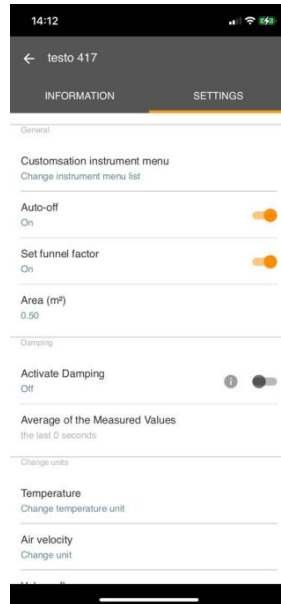 14:12
testo 417
INFORMATION SETTINGS
General
Customsation instrument menu
Change instrument menu list
Auto-off
On
Set funnel factor
On
Area (m²)
0.50
Damping
Activate Damping
Off
Average of the Measured Values
the last 0 seconds
Change units
Temperature
Change temperature unit
Air velocity
Change unit